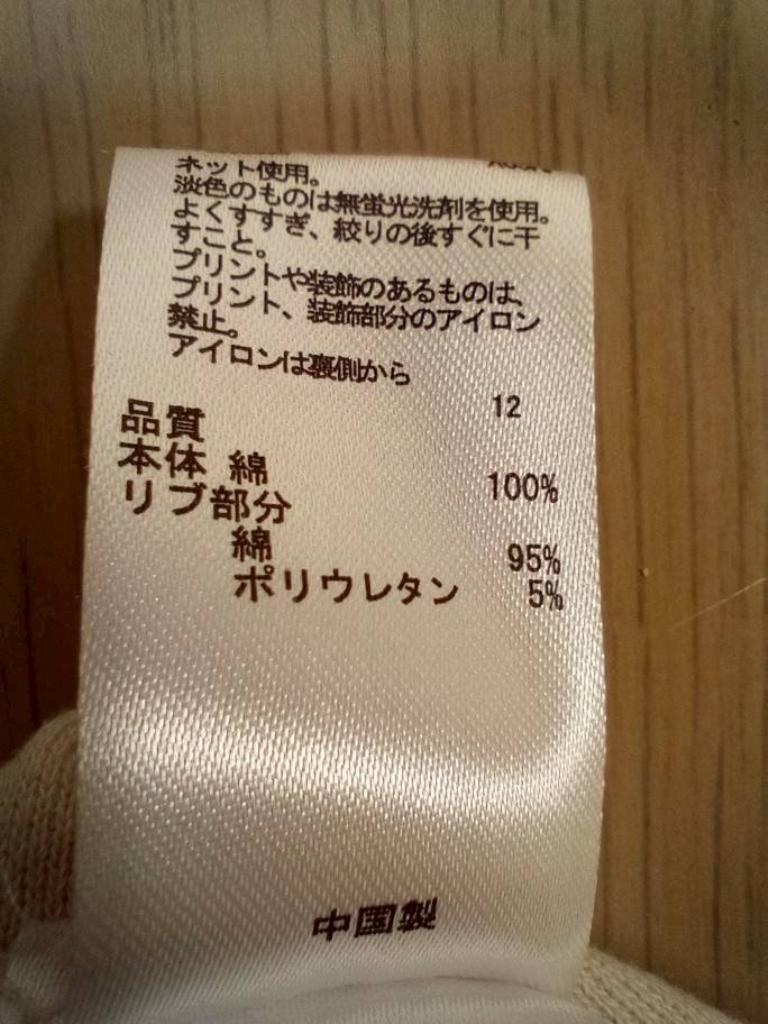 ネット使用。
淡色のものは無蛍光洗剤を使用。
よくすすぎ、絞りの後すぐに干
すこと。
プリントや装飾のあるものは、
プリント、装飾部分のアイロン
禁止。
アイロンは裏側から
12
品質
本体 綿 100%
リブ部分
綿 95%
ポリウレタン 5%
中国製